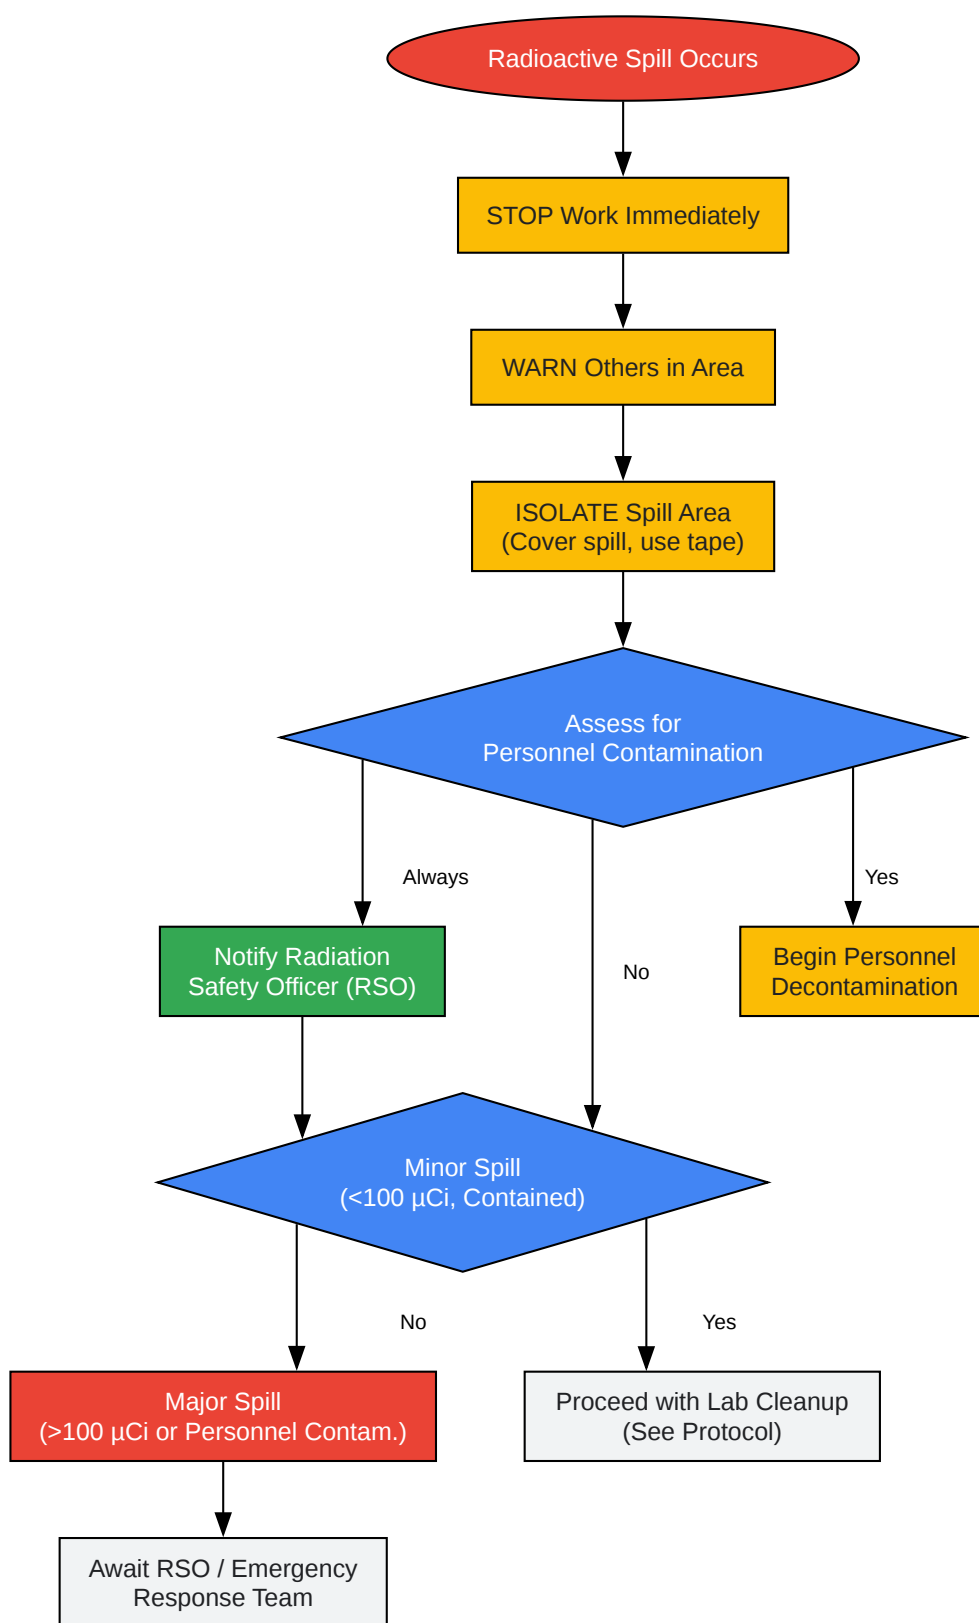 Radioactive Spill Occurs
STOP Work Immediately
WARN Others in Area
ISOLATE Spill Area
(Cover spill, use tape)
Assess for
Personnel Contamination
Always
Yes
Notify Radiation
Safety Officer (RSO)
No
Begin Personnel
Decontamination
Minor Spill
(<100 µCi, Contained)
No
Yes
Major Spill
(>100 µCi or Personnel Contam.)
Proceed with Lab Cleanup
(See Protocol)
Await RSO / Emergency
Response Team